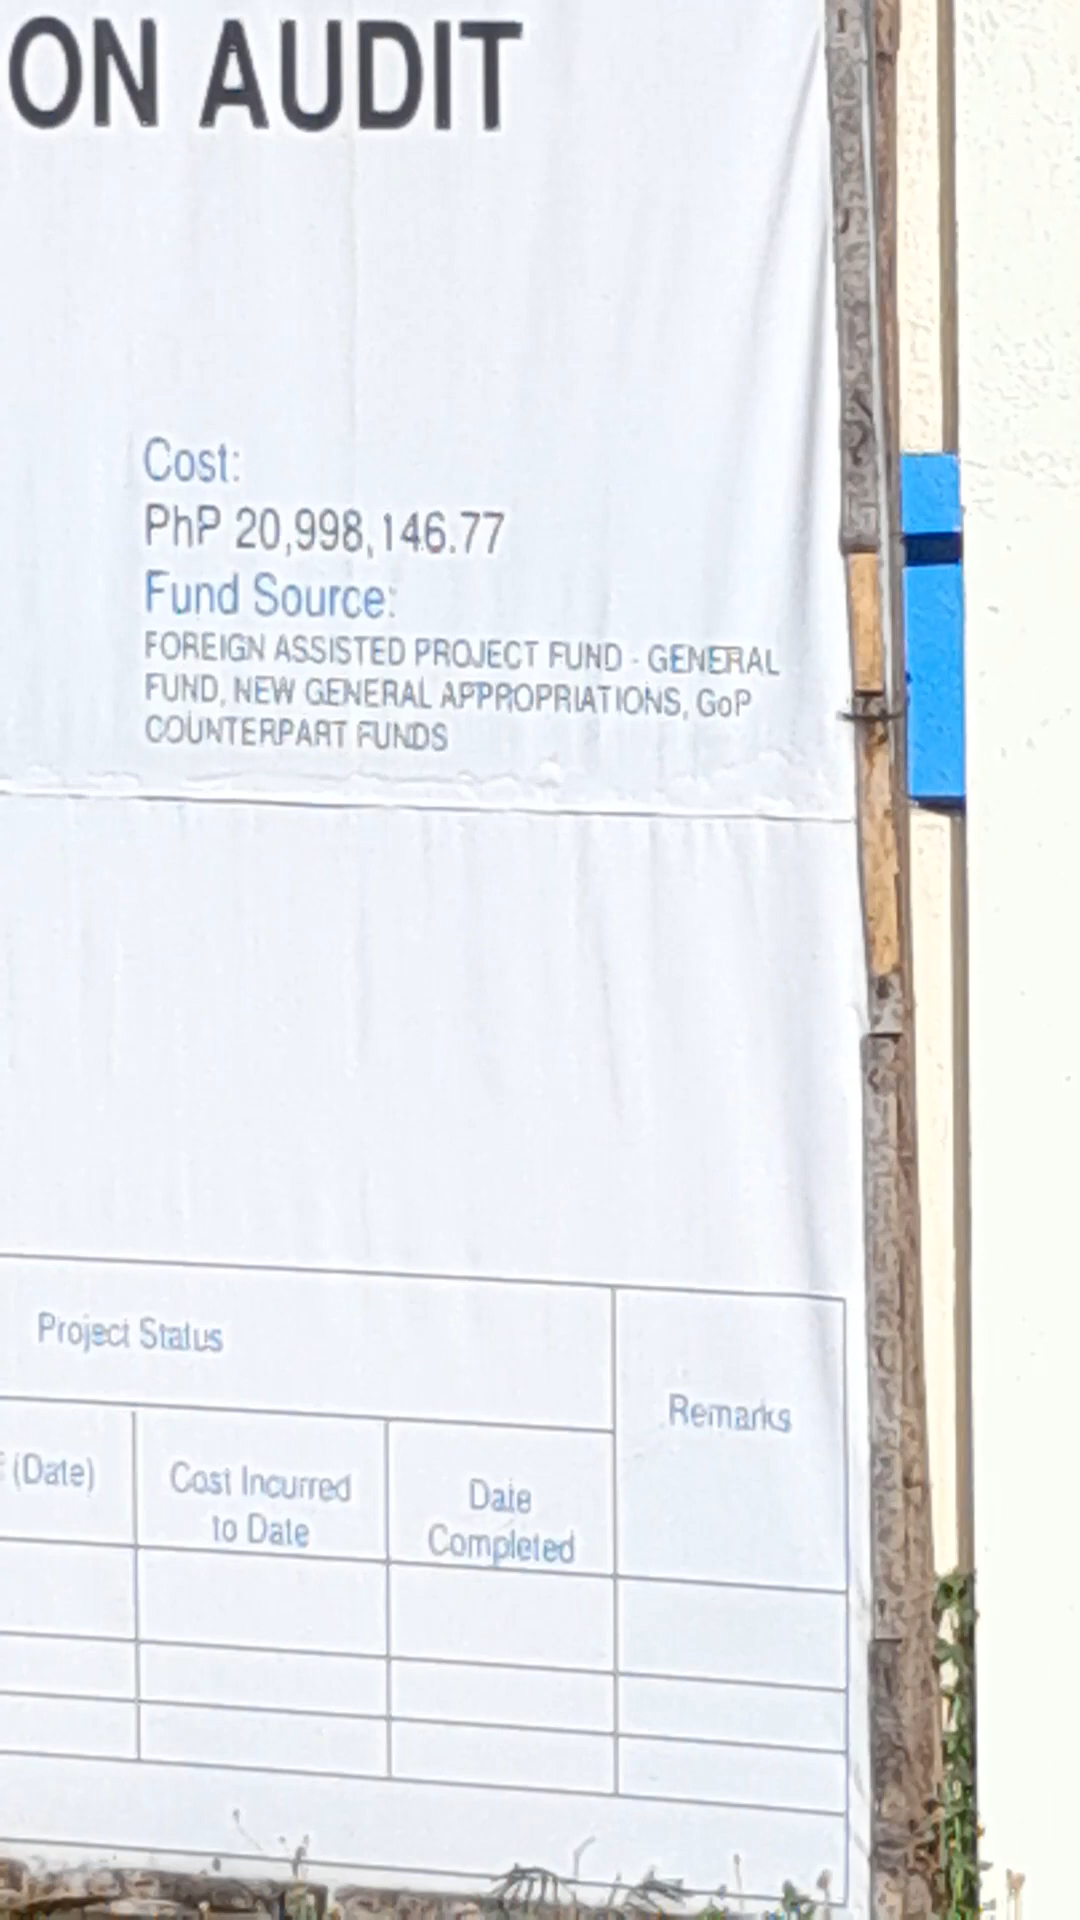 ON AUDIT
Cost:
PhP 20,998,146.77
Fund Source:
FOREIGN ASSISTED PROJECT FUND - GENERAL
FUND, NEW GENERAL APPROPRIATIONS, GoP
COUNTERPART FUNDS
Project Status
Remarks
(Date)
Cost Incurred
to Date
Date
Completed